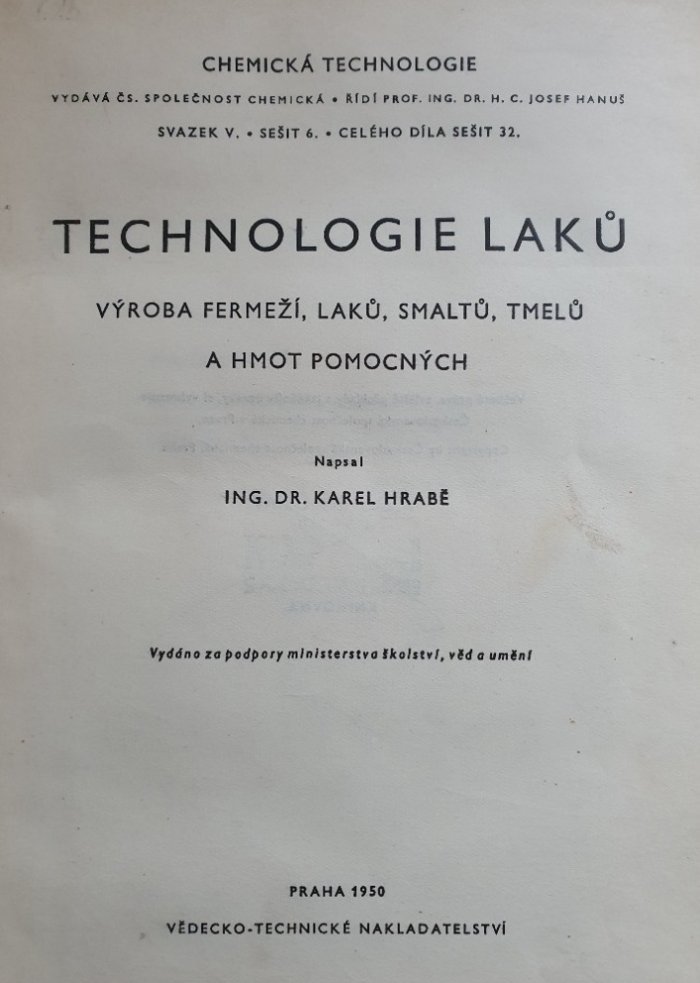 CHEMICKÁ TECHNOLOGIE
VYDÁVÁ ČS. SPOLEČNOST CHEMICKÁ • ŘÍDÍ PROF. ING. DR. H. C. JOSEF HANUŠ
SVAZEK V. • SEŠIT 6. • CELÉHO DÍLA SEŠIT 32.
TECHNOLOGIE LAKŮ
VÝROBA FERMEŽÍ, LAKŮ, SMALTŮ, TMELŮ
A HMOT POMOCNÝCH
Napsal
ING. DR. KAREL HRABĚ
Vydáno za podpory ministerstva školství, věd a umění
PRAHA 1950
VĚDECKO-TECHNICKÉ NAKLADATELSTVÍ